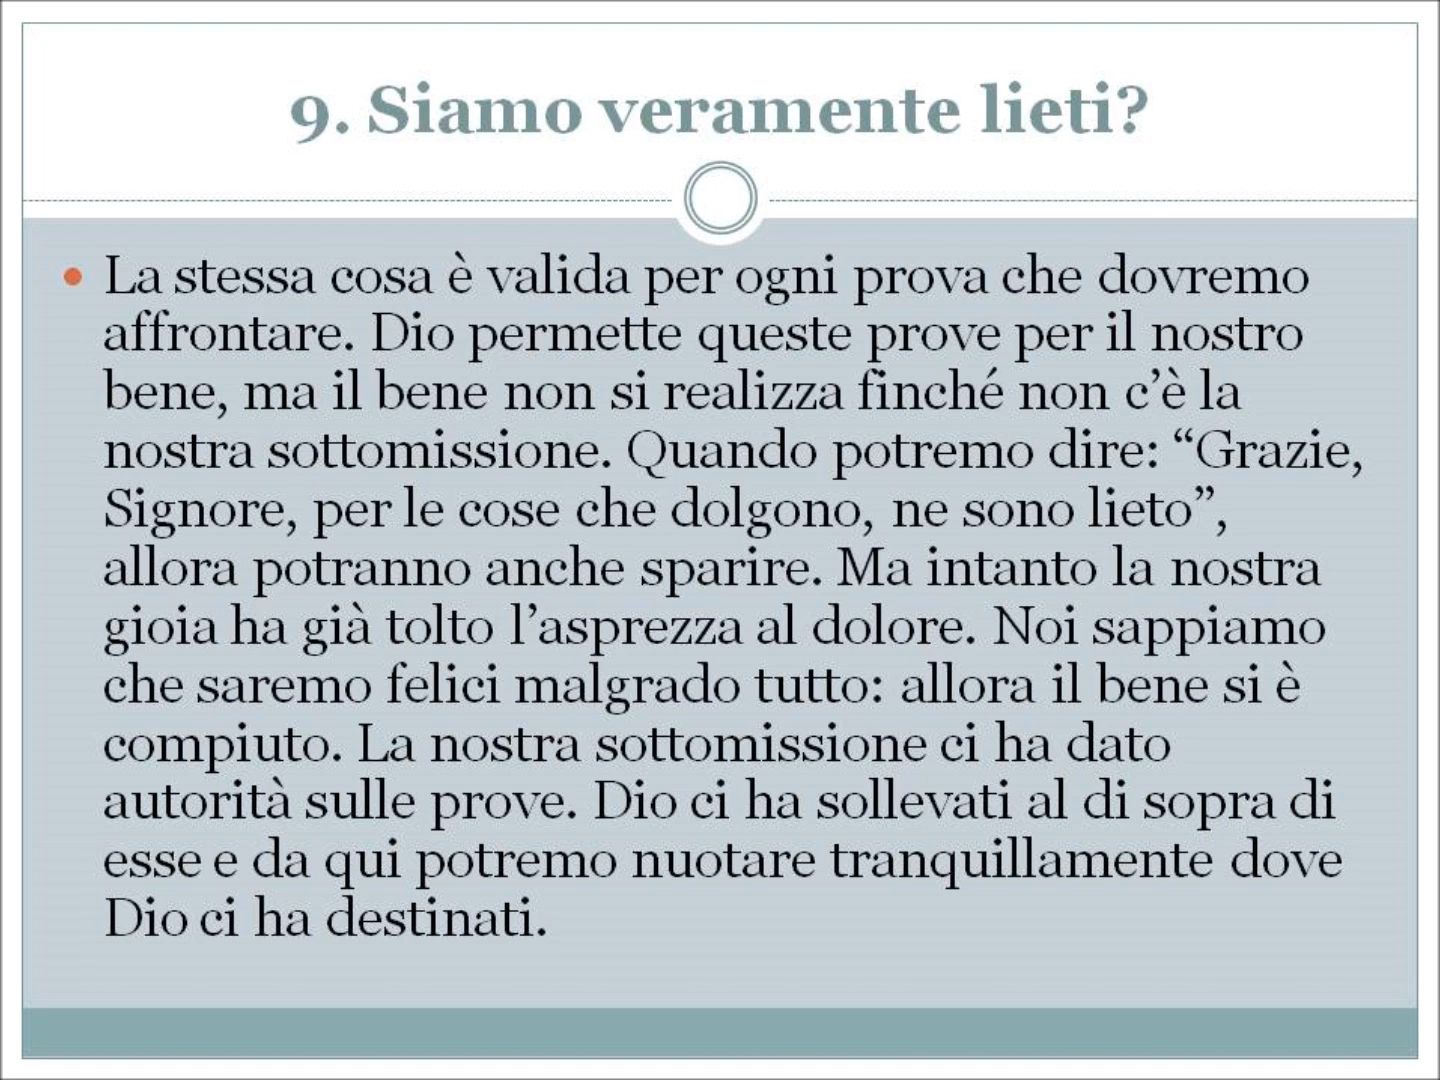 9. Siamo veramente lieti?
• La stessa cosa è valida per ogni prova che dovremo
affrontare. Dio permette queste prove per il nostro
bene, ma il bene non si realizza finché non c’è la
nostra sottomissione. Quando potremo dire: “Grazie,
Signore, per le cose che dolgono, ne sono lieto”,
allora potranno anche sparire. Ma intanto la nostra
gioia ha già tolto l’asprezza al dolore. Noi sappiamo
che saremo felici malgrado tutto: allora il bene si è
compiuto. La nostra sottomissione ci ha dato
autorità sulle prove. Dio ci ha sollevati al di sopra di
esse e da qui potremo nuotare tranquillamente dove
Dio ci ha destinati.